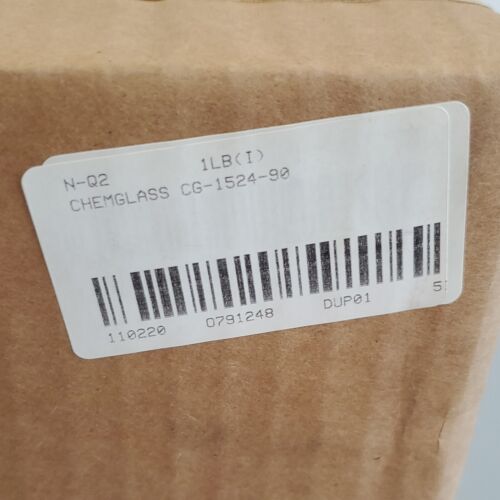 N-Q2 1LB(I)
CHEMGLASS CG-1524-90
110220 0791248 DUP01